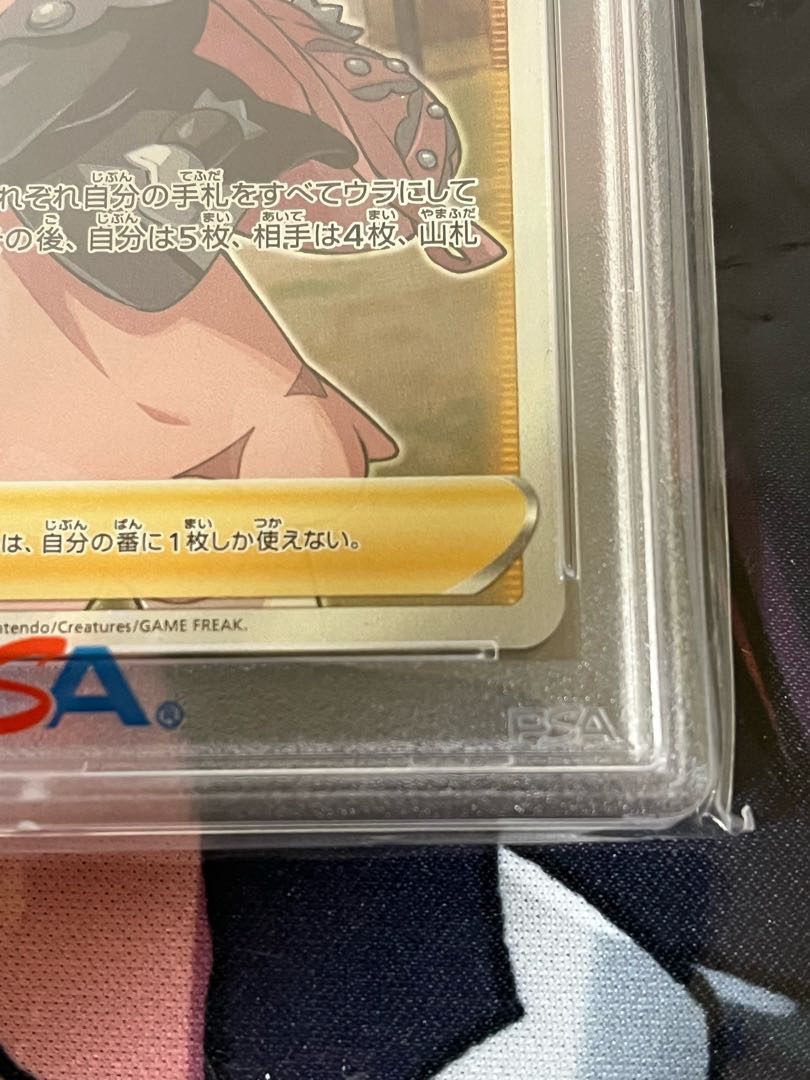 れぞれ自分の手札をすべてウラにして
の後、自分は5枚、相手は4枚、山札
は、自分の番に1枚しか使えない。
ntendo/Creatures/GAME FREAK.
SA®
PSA